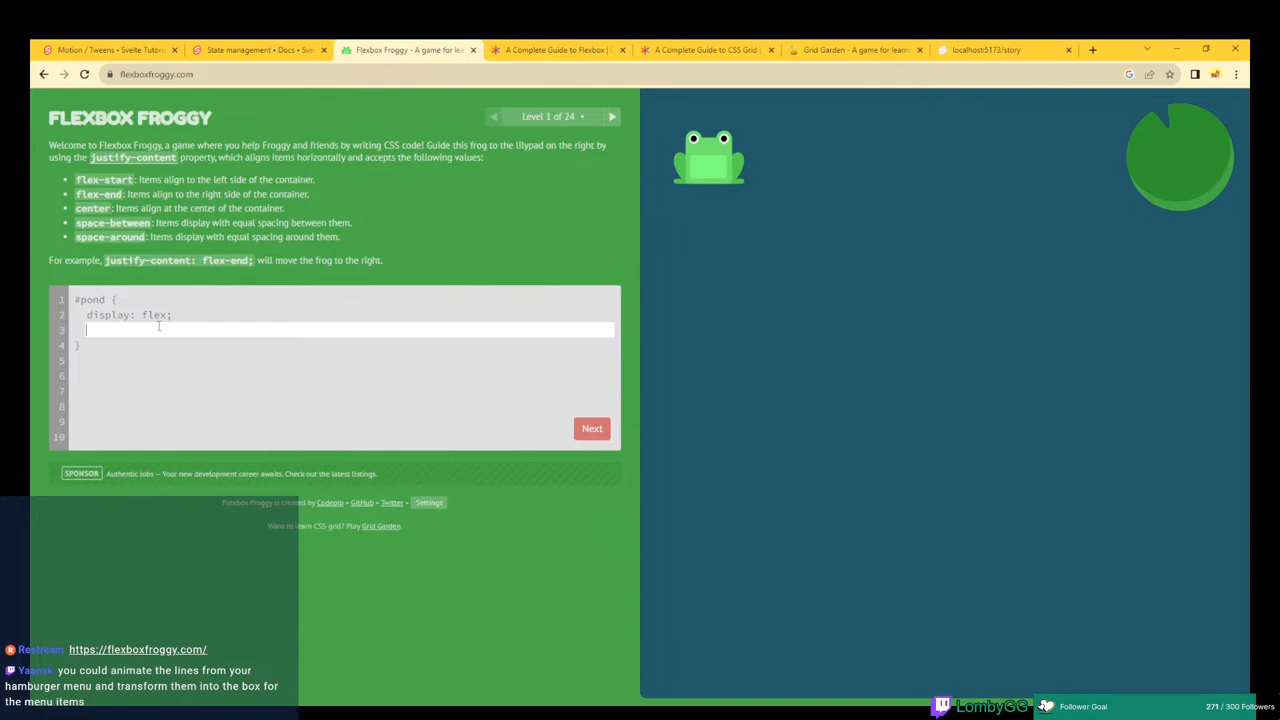 Motion / Tweens • Svelte Tutori
State management • Docs • Sve
Flexbox Froggy - A game for lea
A Complete Guide to Flexbox |
A Complete Guide to CSS Grid
Grid Garden - A game for learn
localhost:5173/story
flexboxfroggy.com
FLEXBOX FROGGY
Level 1 of 24
Welcome to Flexbox Froggy, a game where you help Froggy and friends by writing CSS code! Guide this frog to the lilypad on the right by
using the justify-content property, which aligns items horizontally and accepts the following values:
• flex-start: Items align to the left side of the container.
• flex-end: Items align to the right side of the container.
• center: Items align at the center of the container.
• space-between: Items display with equal spacing between them.
• space-around: Items display with equal spacing around them.
For example, justify-content: flex-end; will move the frog to the right.
1 #pond {
2 display: flex;
3
4 }
5
6
7
8
9
10
Next
SPONSOR Authentic Jobs — Your new development career awaits. Check out the latest listings.
Flexbox Froggy is created by Codepip • GitHub • Twitter • Settings
Want to learn CSS grid? Play Grid Garden.
Restream https://flexboxfroggy.com/
Yaansk you could animate the lines from your
hamburger menu and transform them into the box for
the menu items
LombyGG
Follower Goal
271 / 300 Followers